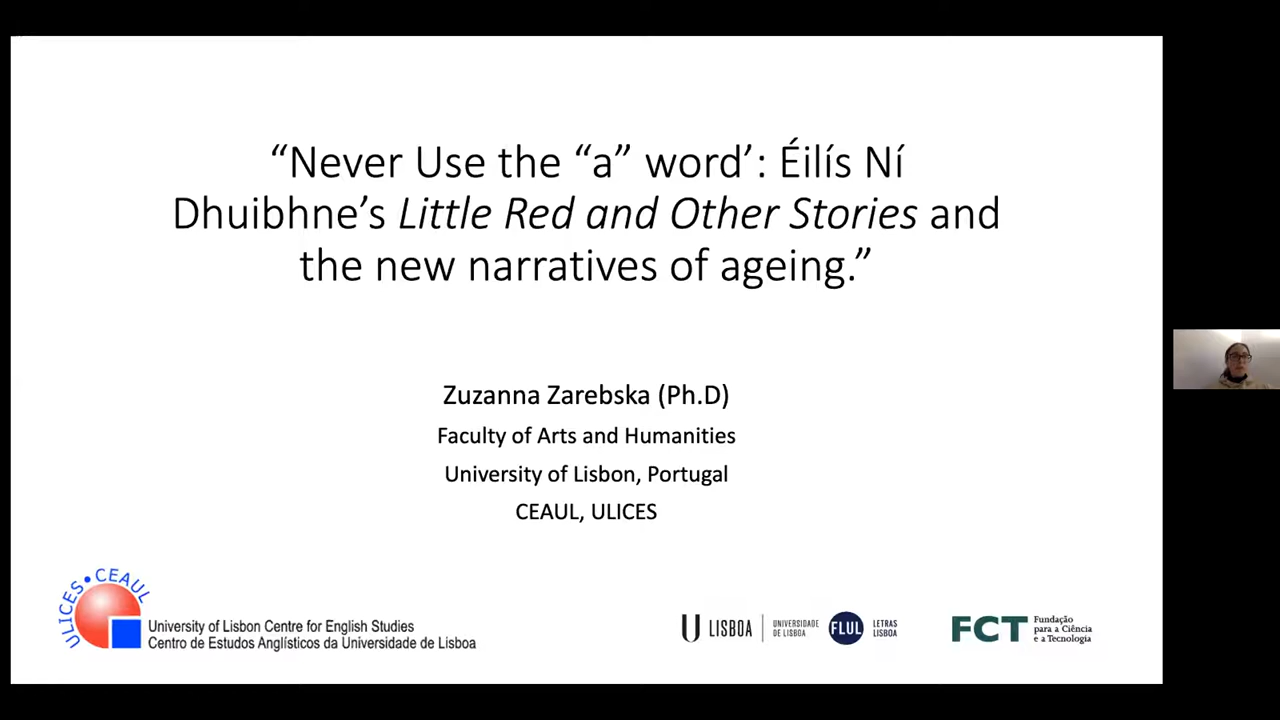 “Never Use the “a” word’: Éilís Ní
Dhuibhne’s Little Red and Other Stories and
the new narratives of ageing.”
Zuzanna Zarebska (Ph.D)
Faculty of Arts and Humanities
University of Lisbon, Portugal
CEAUL, ULICES
ULICES•CEAUL
University of Lisbon Centre for English Studies
Centro de Estudos Anglísticos da Universidade de Lisboa
U LISBOA
UNIVERSIDADE
DE LISBOA
FLUL
LETRAS
LISBOA
FCT
Fundação
para a Ciência
e a Tecnologia